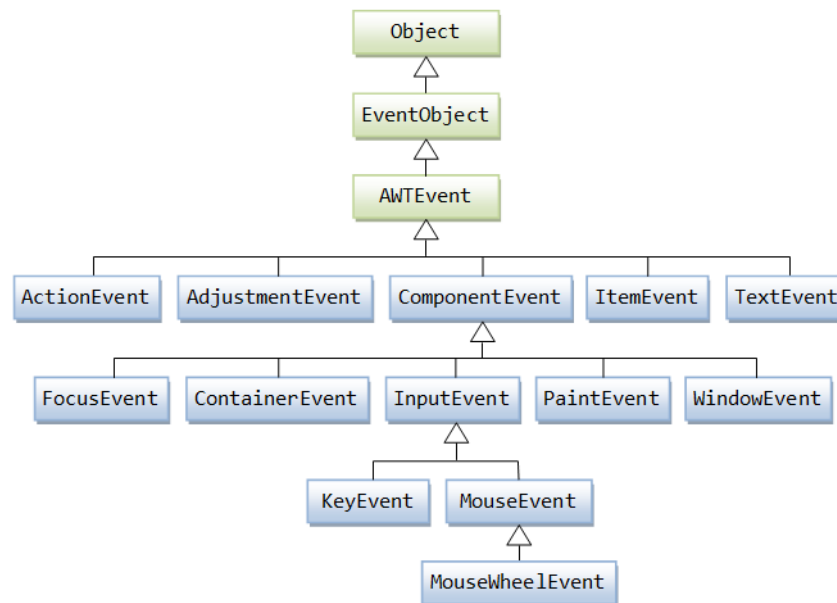 Object
EventObject
AWTEvent
ActionEvent AdjustmentEvent ComponentEvent ItemEvent TextEvent
FocusEvent ContainerEvent InputEvent PaintEvent WindowEvent
KeyEvent MouseEvent
MouseWheelEvent